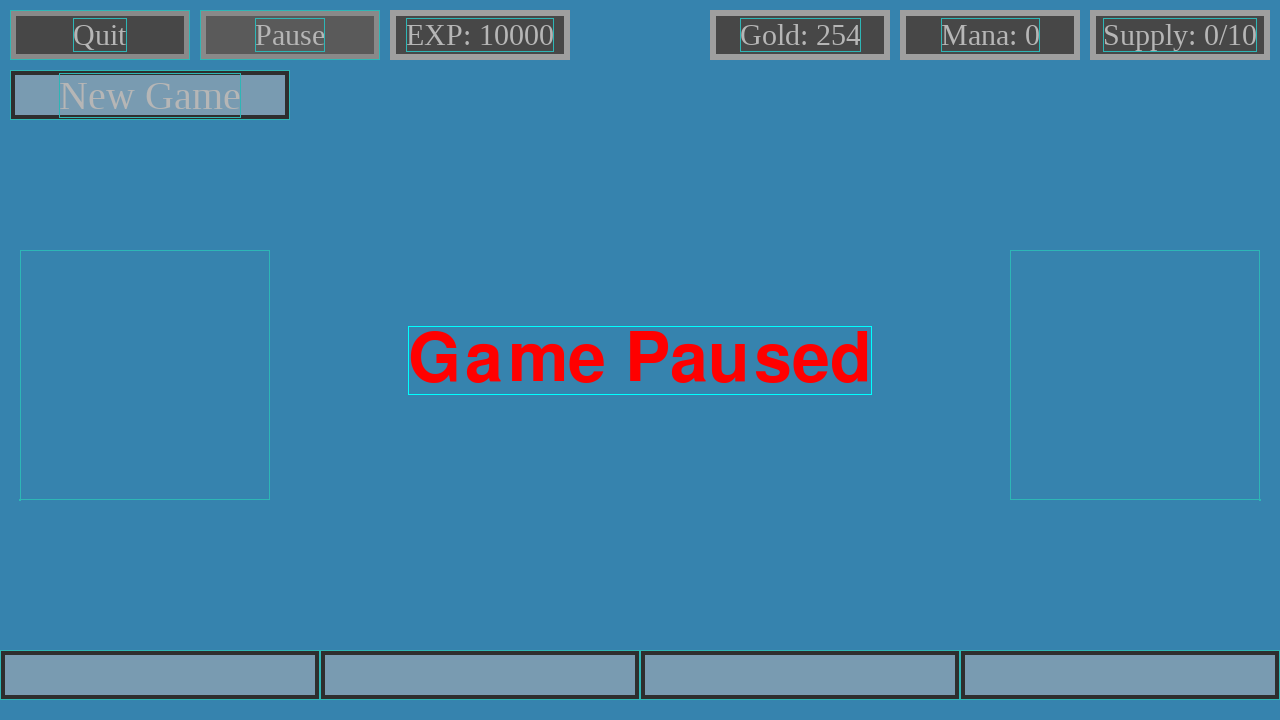 Quit
Pause
EXP: 10000
Gold: 254
Mana: 0
Supply: 0/10
New Game
Game Paused